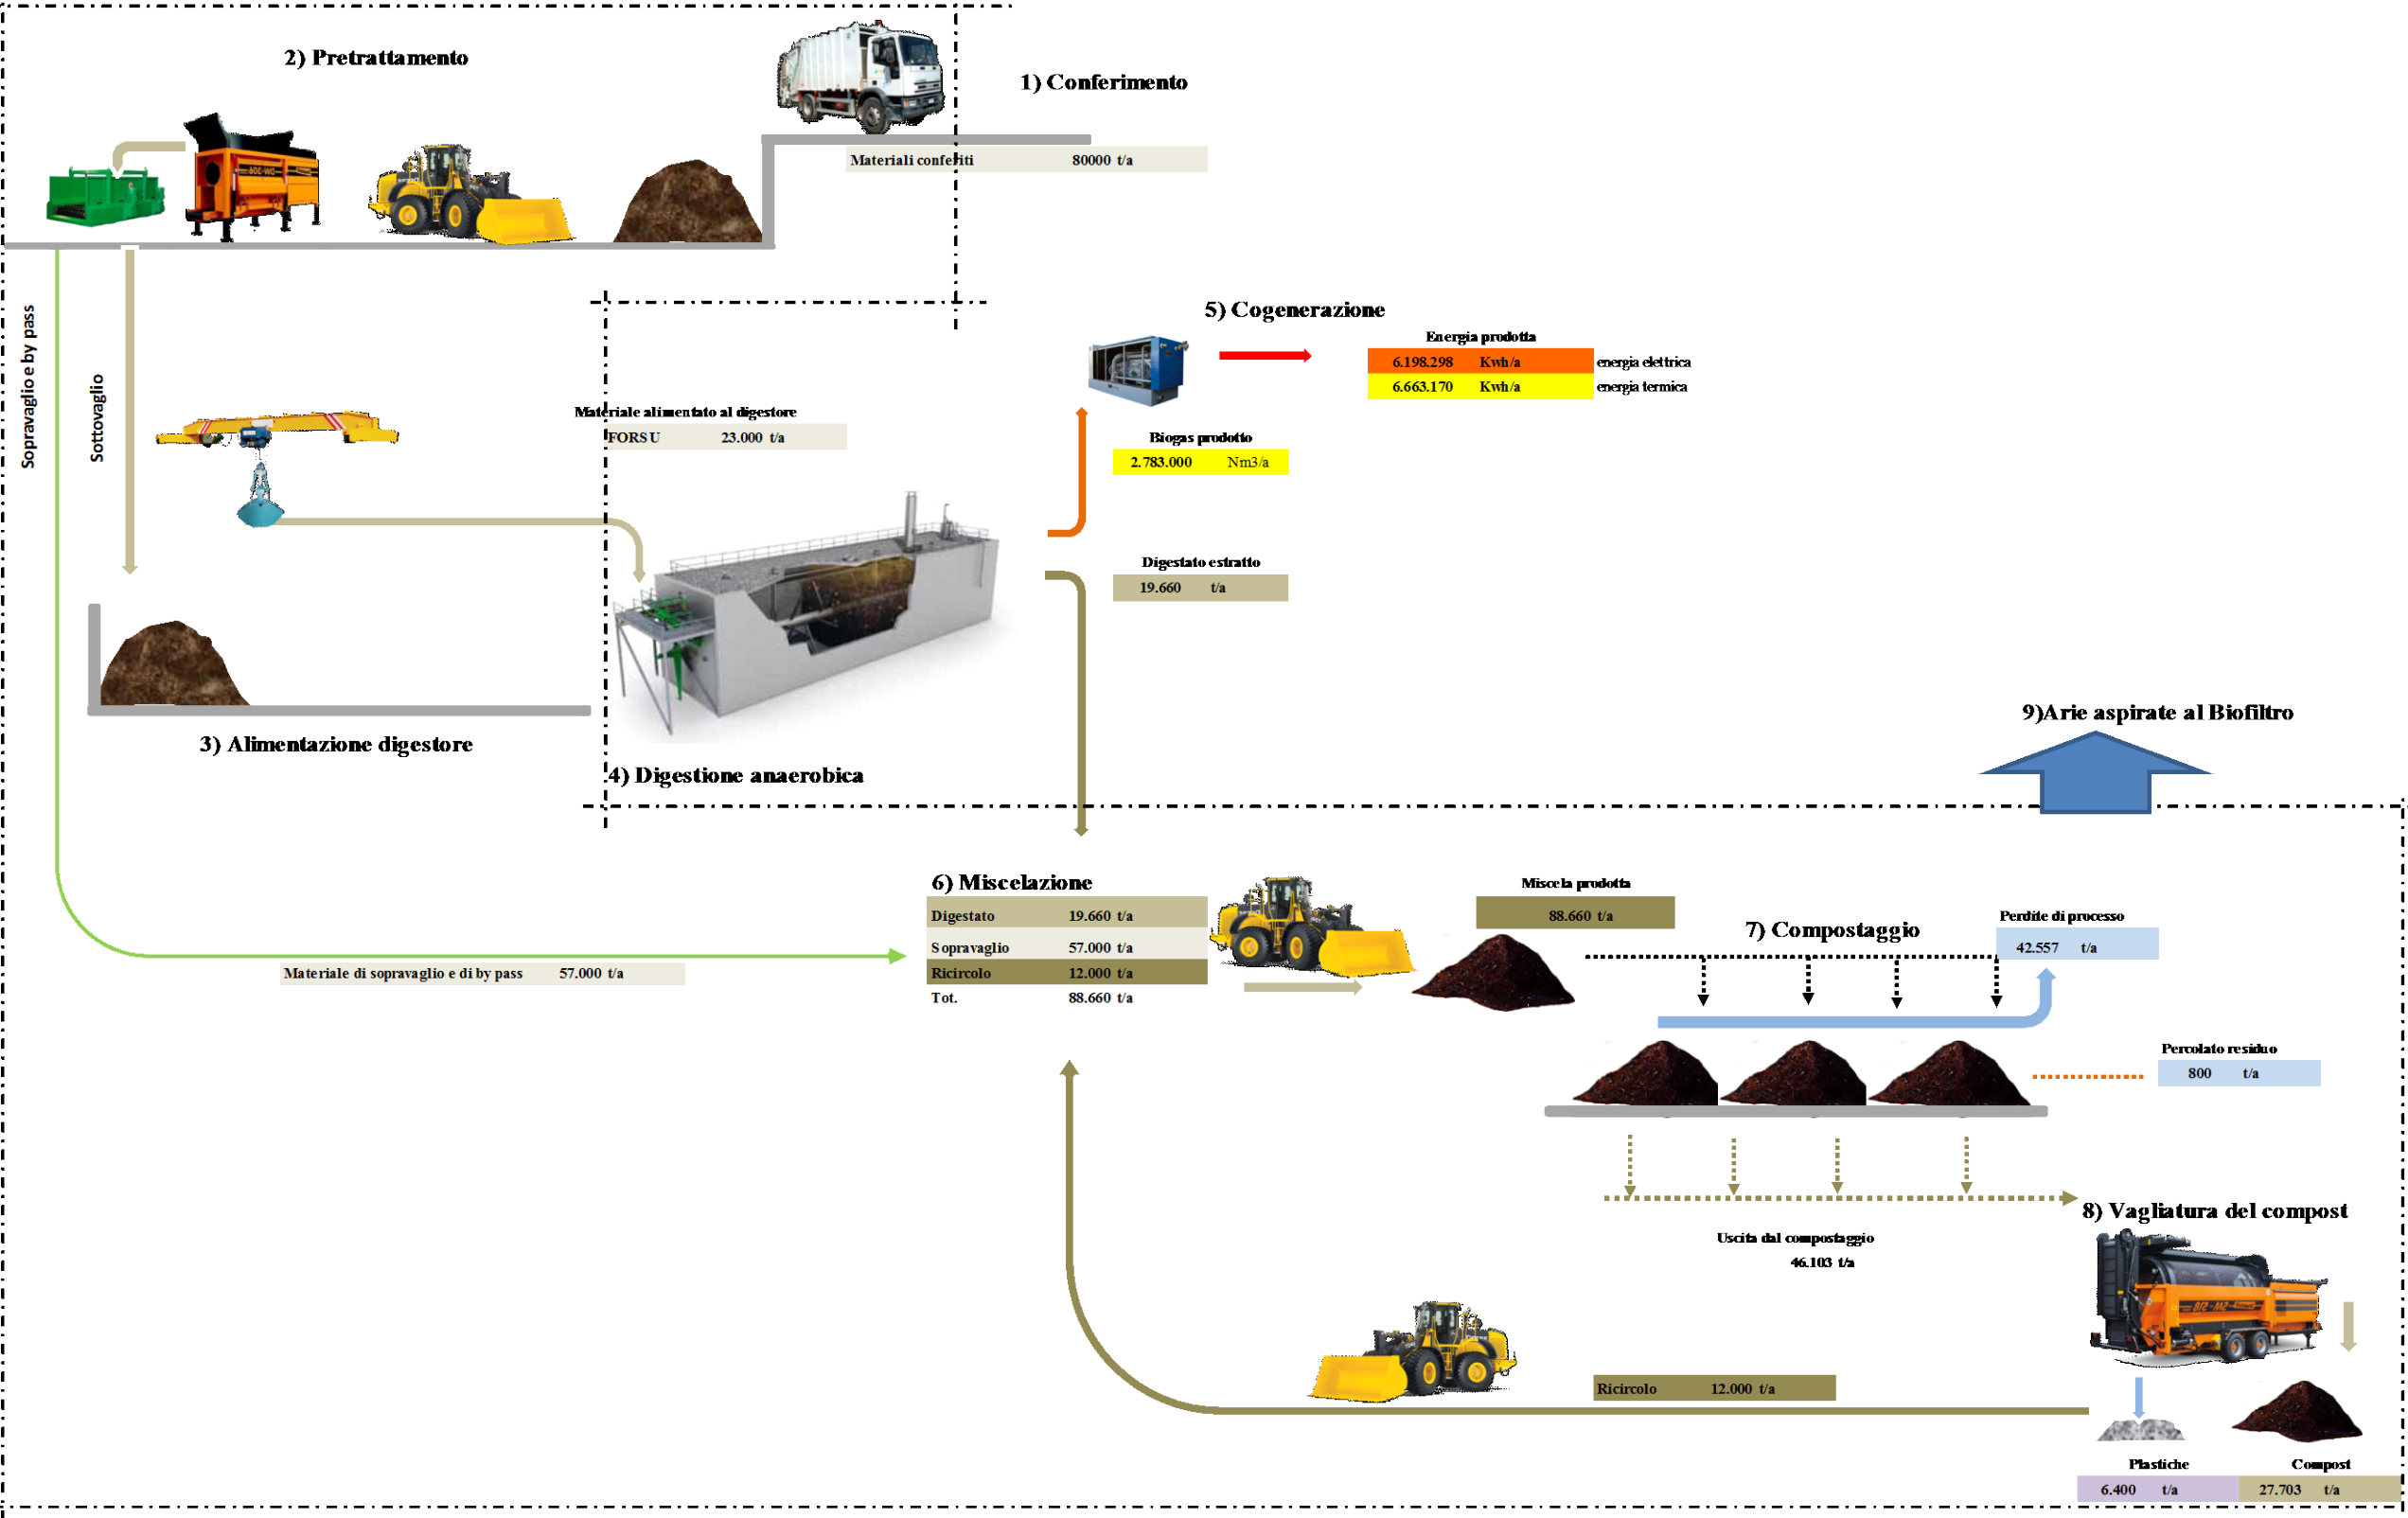 2) Pretrattamento
1) Conferimento
Materiali conferiti 80000 t/a
Sopravaglio e by pass
Sottovaglio
5) Cogenerazione
Energia prodotta
6.198.298 Kwh/a energia elettrica
6.663.170 Kwh/a energia termica
Materiale alimentato al digestore
FORSU 23.000 t/a
Biogas prodotto
2.783.000 Nm3/a
Digestato estratto
19.660 t/a
3) Alimentazione digestore
4) Digestione anaerobica
9)Arie aspirate al Biofiltro
6) Miscelazione
Digestato 19.660 t/a
Sopravaglio 57.000 t/a
Ricircolo 12.000 t/a
Tot. 88.660 t/a
Materiale di sopravaglio e di by pass 57.000 t/a
Miscela prodotta
88.660 t/a
7) Compostaggio
Perdite di processo
42.557 t/a
Percolato residuo
800 t/a
Uscita dal compostaggio
46.103 t/a
8) Vagliatura del compost
Ricircolo 12.000 t/a
Plastiche
6.400 t/a
Compost
27.703 t/a